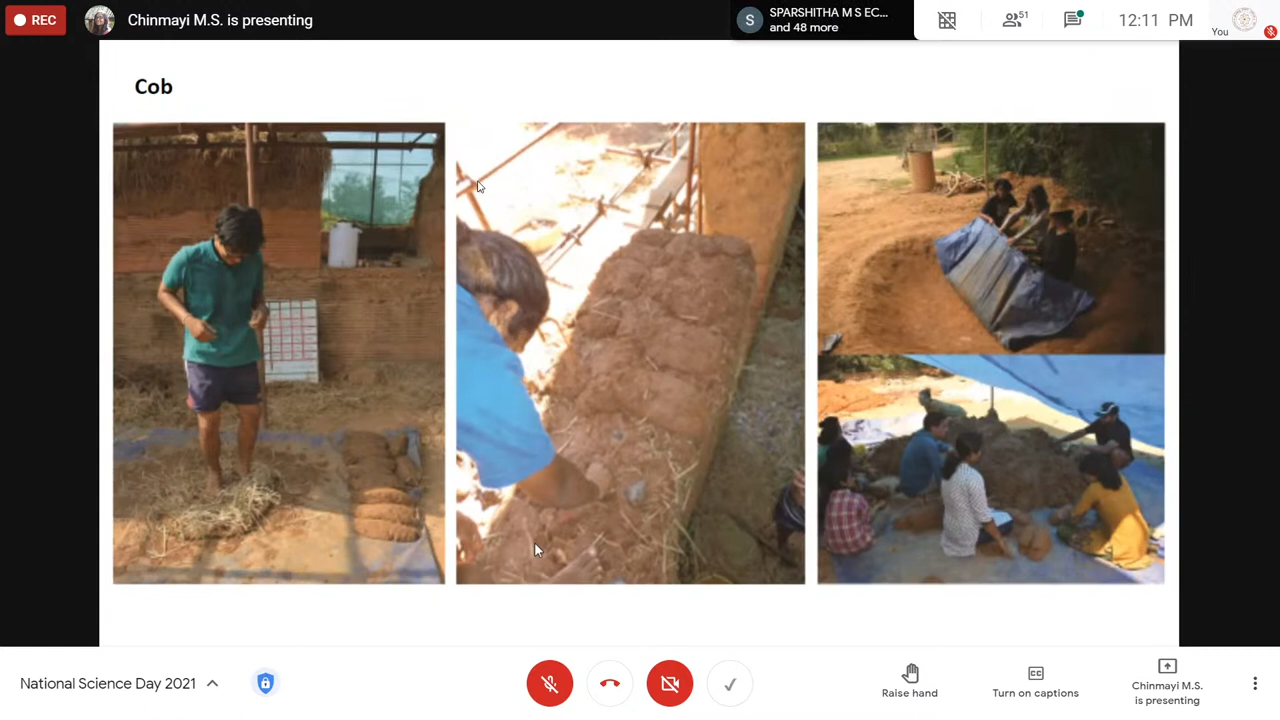 REC
Chinmayi M.S. is presenting
S
SPARSHITHA M S EC...
and 48 more
51
12:11 PM
You
Cob
National Science Day 2021
Raise hand
CC
Turn on captions
Chinmayi M.S.
is presenting